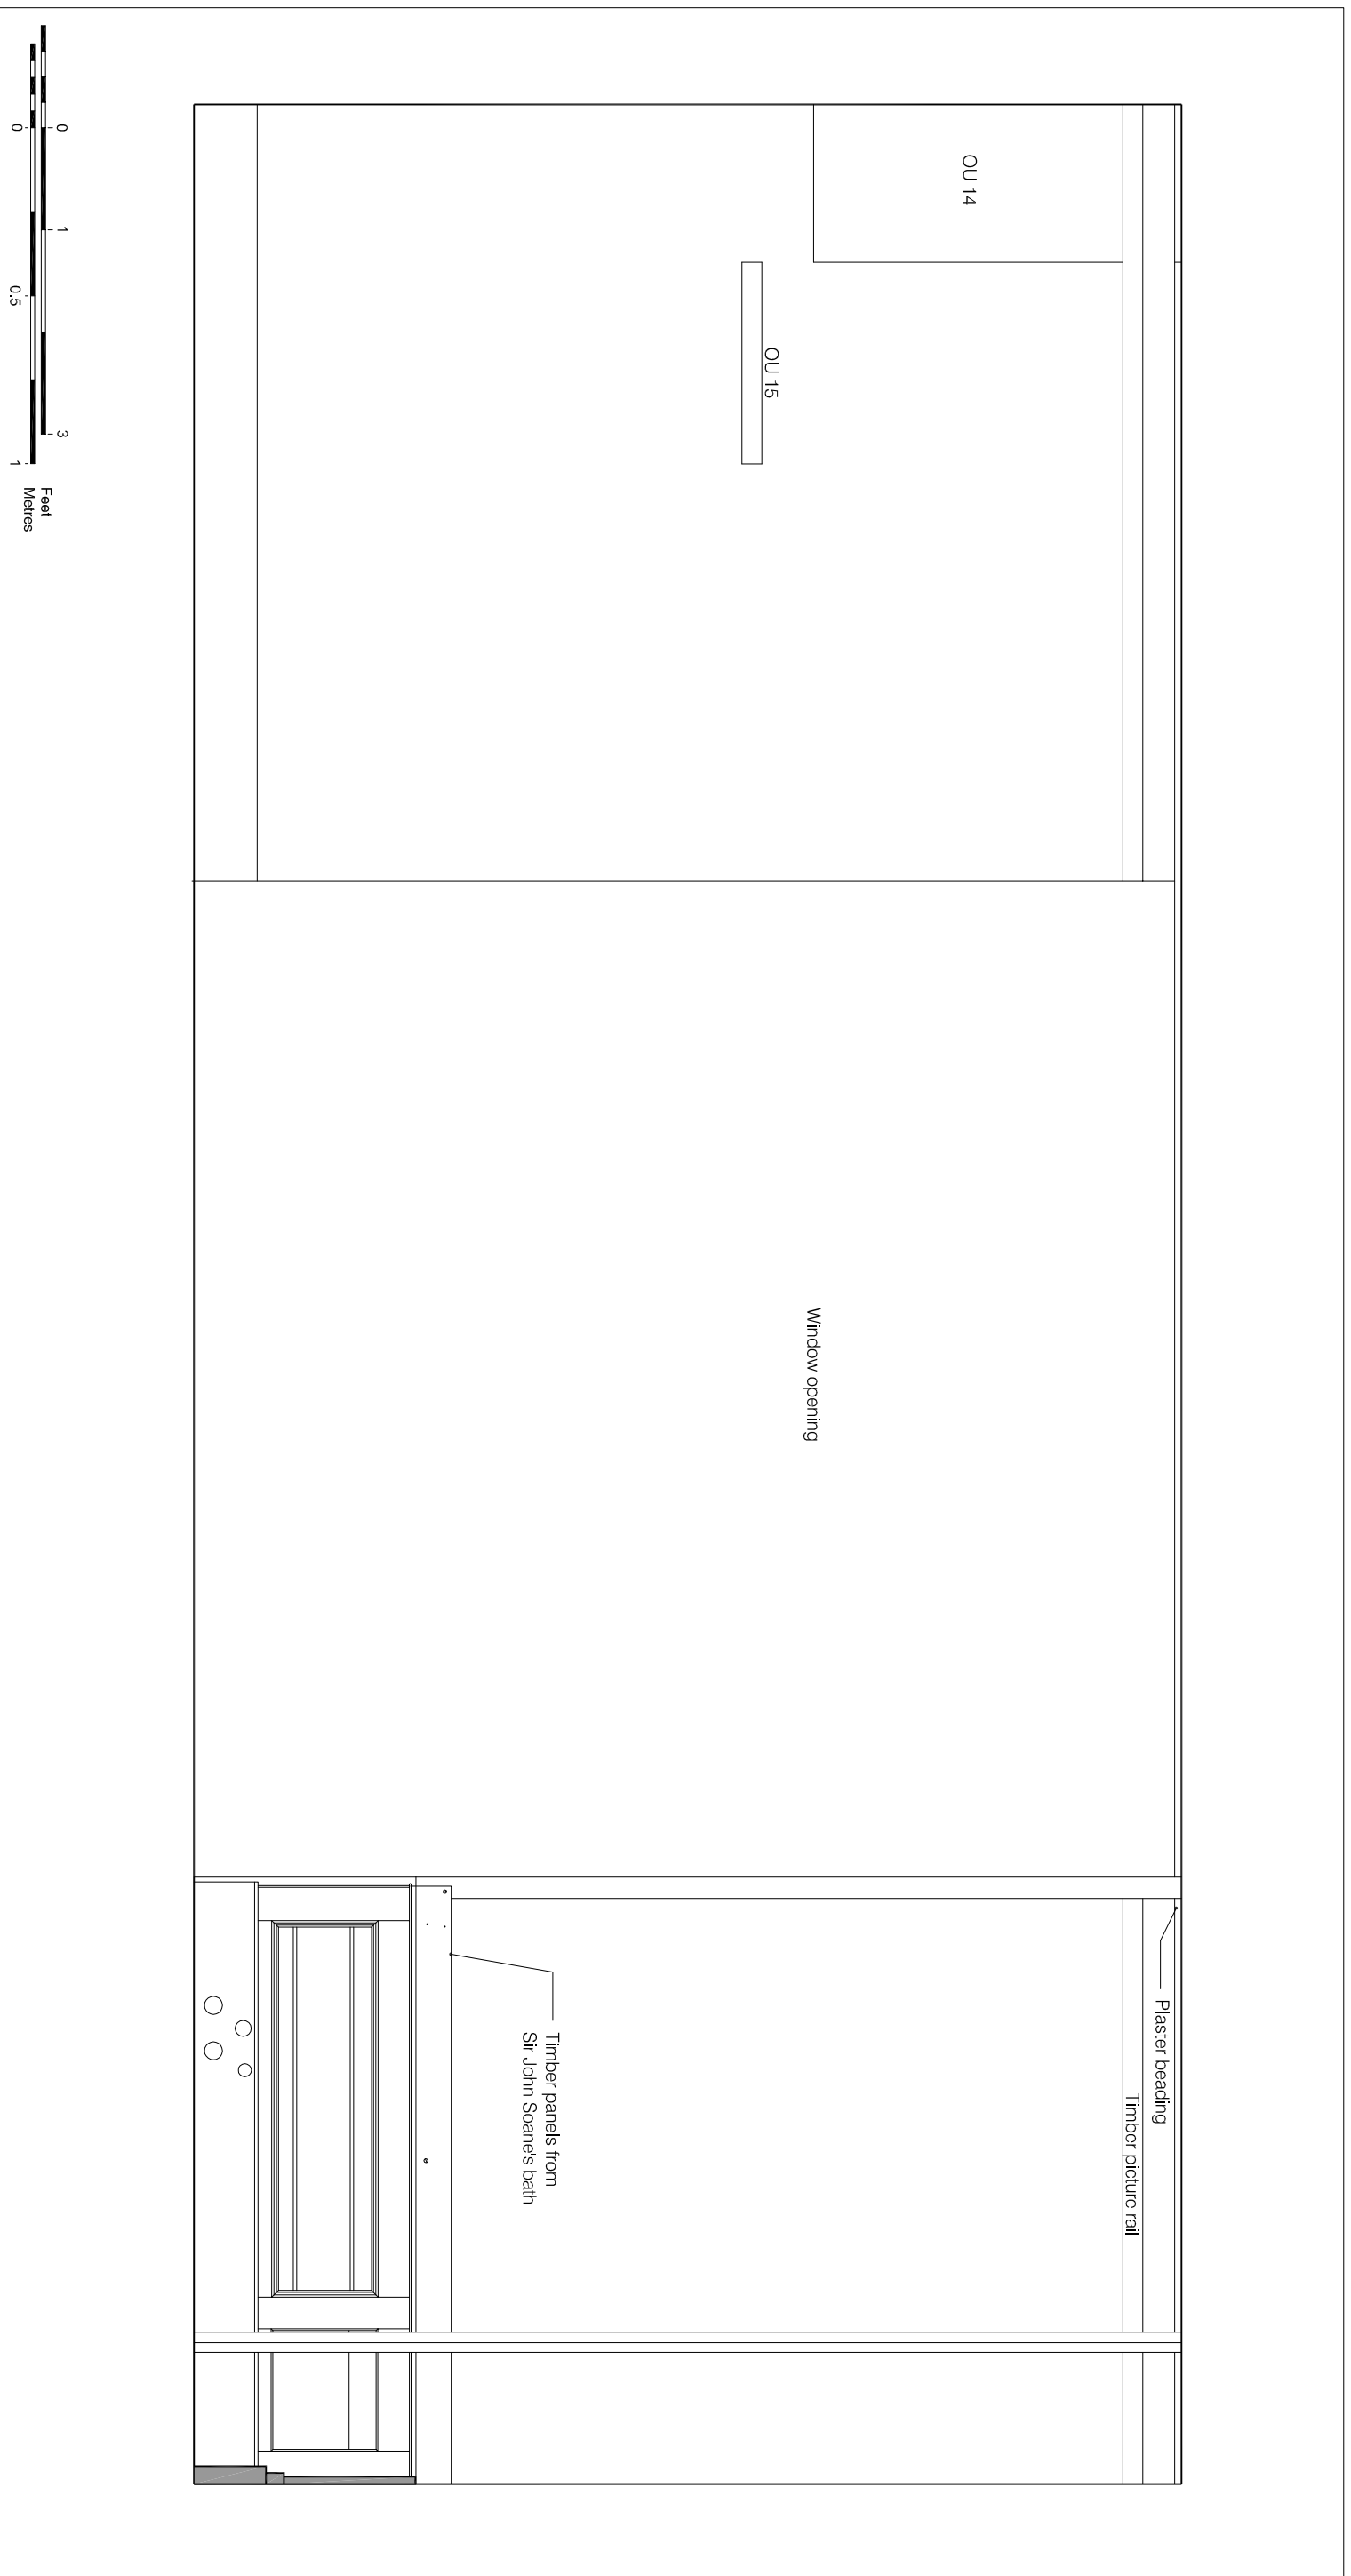 Plaster beading
Timber picture rail
OU 14
Window opening
OU 15
Timber panels from
Sir John Soane's bath
0 1 3 Feet
0 0.5 1 Metres